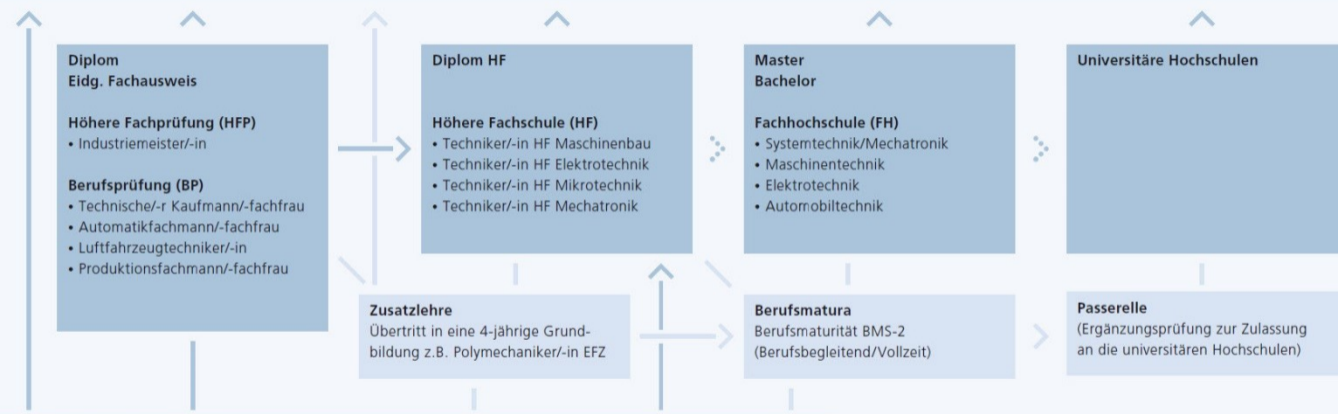 Diplom
Eidg. Fachausweis
Höhere Fachprüfung (HFP)
• Industriemeister/-in
Berufsprüfung (BP)
• Technische/-r Kaufmann/-fachfrau
• Automatikfachmann/-fachfrau
• Luftfahrzeugtechniker/-in
• Produktionsfachmann/-fachfrau
Diplom HF
Höhere Fachschule (HF)
• Techniker/-in HF Maschinenbau
• Techniker/-in HF Elektrotechnik
• Techniker/-in HF Mikrotechnik
• Techniker/-in HF Mechatronik
Master
Bachelor
Fachhochschule (FH)
• Systemtechnik/Mechatronik
• Maschinentechnik
• Elektrotechnik
• Automobiltechnik
Universitäre Hochschulen
Zusatzlehre
Übertritt in eine 4-jährige Grund-
bildung z.B. Polymechaniker/-in EFZ
Berufsmatura
Berufsmaturität BMS-2
(Berufsbegleitend/Vollzeit)
Passerelle
(Ergänzungsprüfung zur Zulassung
an die universitären Hochschulen)